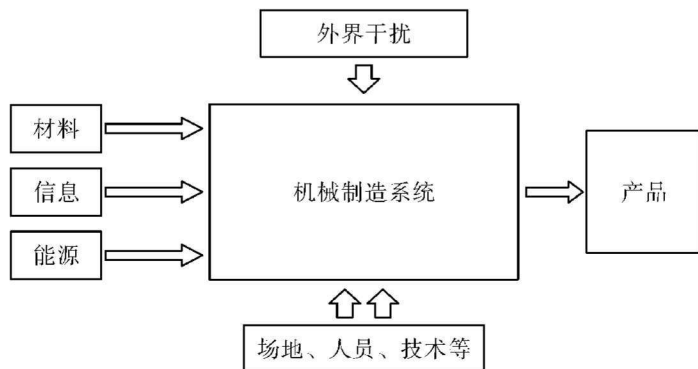 外界干扰
材料
信息
能源
机械制造系统
产品
场地、人员、技术等